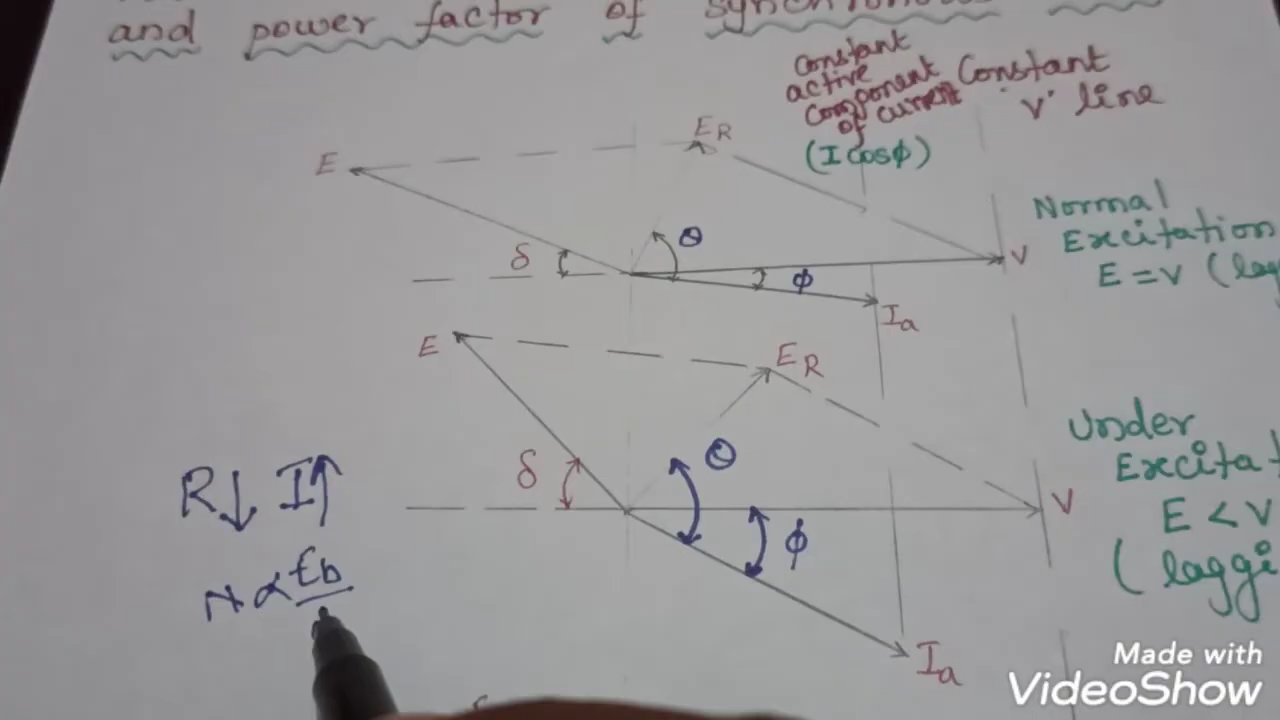 and power factor of
constant
active
component
of current
(I cosϕ)
Constant
'V' line
E
E_R
δ
θ
ϕ
V
I_a
Normal
Excitation
E = V
E
E_R
δ
θ
ϕ
V
I_a
Under
E < V
R↓ I↑
N ∝ Eb
Made with
VideoShow